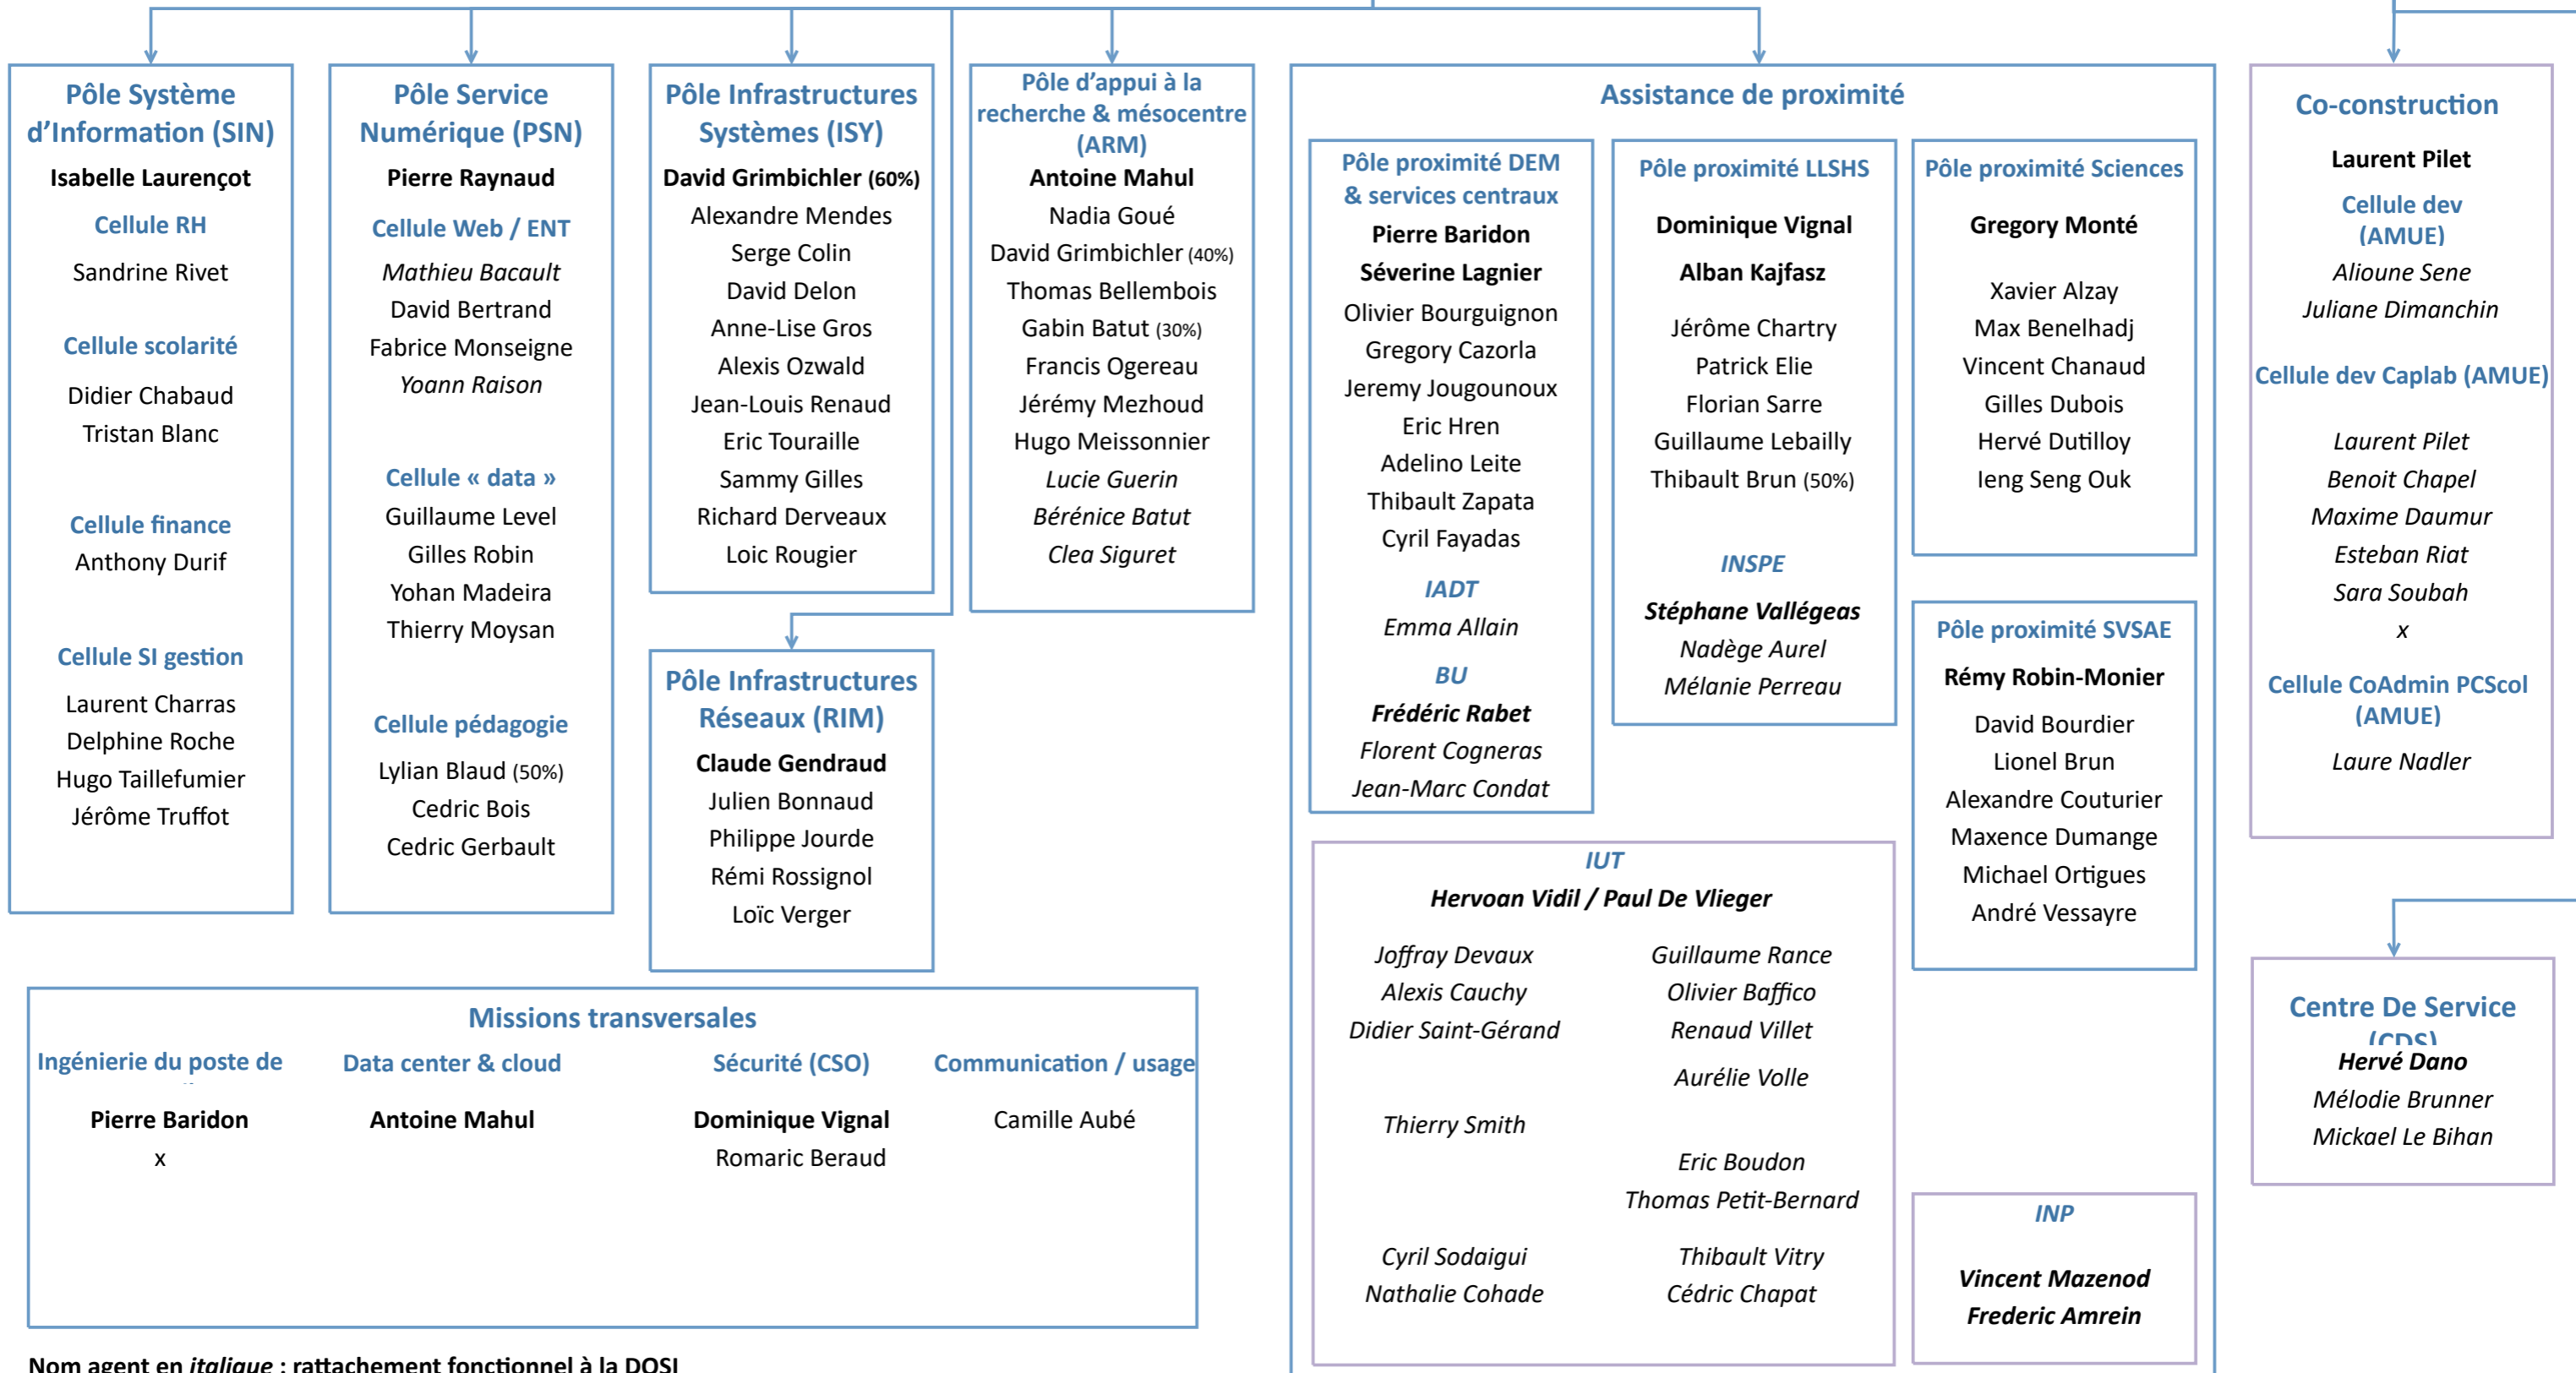 Pôle Système
d'Information (SIN)
Isabelle Laurençot
Cellule RH
Sandrine Rivet
Cellule scolarité
Didier Chabaud
Tristan Blanc
Cellule finance
Anthony Durif
Cellule SI gestion
Laurent Charras
Delphine Roche
Hugo Taillefumier
Jérôme Truffot
Pôle Service
Numérique (PSN)
Pierre Raynaud
Cellule Web / ENT
Mathieu Bacault
David Bertrand
Fabrice Monseigne
Yoann Raison
Cellule « data »
Guillaume Level
Gilles Robin
Yohan Madeira
Thierry Moysan
Cellule pédagogie
Lylian Blaud (50%)
Cedric Bois
Cedric Gerbault
Pôle Infrastructures
Systèmes (ISY)
David Grimbichler (60%)
Alexandre Mendes
Serge Colin
David Delon
Anne-Lise Gros
Alexis Ozwald
Jean-Louis Renaud
Eric Touraille
Sammy Gilles
Richard Derveaux
Loic Rougier
Pôle Infrastructures
Réseaux (RIM)
Claude Gendraud
Julien Bonnaud
Philippe Jourde
Rémi Rossignol
Loïc Verger
Pôle d'appui à la
recherche & mésocentre
(ARM)
Antoine Mahul
Nadia Goué
David Grimbichler (40%)
Thomas Bellembois
Gabin Batut (30%)
Francis Ogereau
Jérémy Mezhoud
Hugo Meissonnier
Lucie Guerin
Bérénice Batut
Clea Siguret
Assistance de proximité
Pôle proximité DEM
& services centraux
Pierre Baridon
Séverine Lagnier
Olivier Bourguignon
Gregory Cazorla
Jeremy Jougounoux
Eric Hren
Adelino Leite
Thibault Zapata
Cyril Fayadas
IADT
Emma Allain
BU
Frédéric Rabet
Florent Cogneras
Jean-Marc Condat
Pôle proximité LLSHS
Dominique Vignal
Alban Kajfasz
Jérôme Chartry
Patrick Elie
Florian Sarre
Guillaume Lebailly
Thibault Brun (50%)
INSPE
Stéphane Vallégeas
Nadège Aurel
Mélanie Perreau
Pôle proximité Sciences
Gregory Monté
Xavier Alzay
Max Benelhadj
Vincent Chanaud
Gilles Dubois
Hervé Dutilloy
Ieng Seng Ouk
Pôle proximité SVSAE
Rémy Robin-Monier
David Bourdier
Lionel Brun
Alexandre Couturier
Maxence Dumange
Michael Ortigues
André Vessayre
IUT
Hervoan Vidil / Paul De Vlieger
Joffray Devaux Guillaume Rance
Alexis Cauchy Olivier Baffico
Didier Saint-Gérand Renaud Villet
Aurélie Volle
Thierry Smith
Eric Boudon
Thomas Petit-Bernard
Cyril Sodaigui Thibault Vitry
Nathalie Cohade Cédric Chapat
INP
Vincent Mazenod
Frederic Amrein
Co-construction
Laurent Pilet
Cellule dev
(AMUE)
Alioune Sene
Juliane Dimanchin
Cellule dev Caplab (AMUE)
Laurent Pilet
Benoit Chapel
Maxime Daumur
Esteban Riat
Sara Soubah
x
Cellule CoAdmin PCScol
(AMUE)
Laure Nadler
Centre De Service
(CDS)
Hervé Dano
Mélodie Brunner
Mickael Le Bihan
Missions transversales
Ingénierie du poste de
Pierre Baridon
x
Data center & cloud
Antoine Mahul
Sécurité (CSO)
Dominique Vignal
Romaric Beraud
Communication / usage
Camille Aubé
Nom agent en italique : rattachement fonctionnel à la DOSI